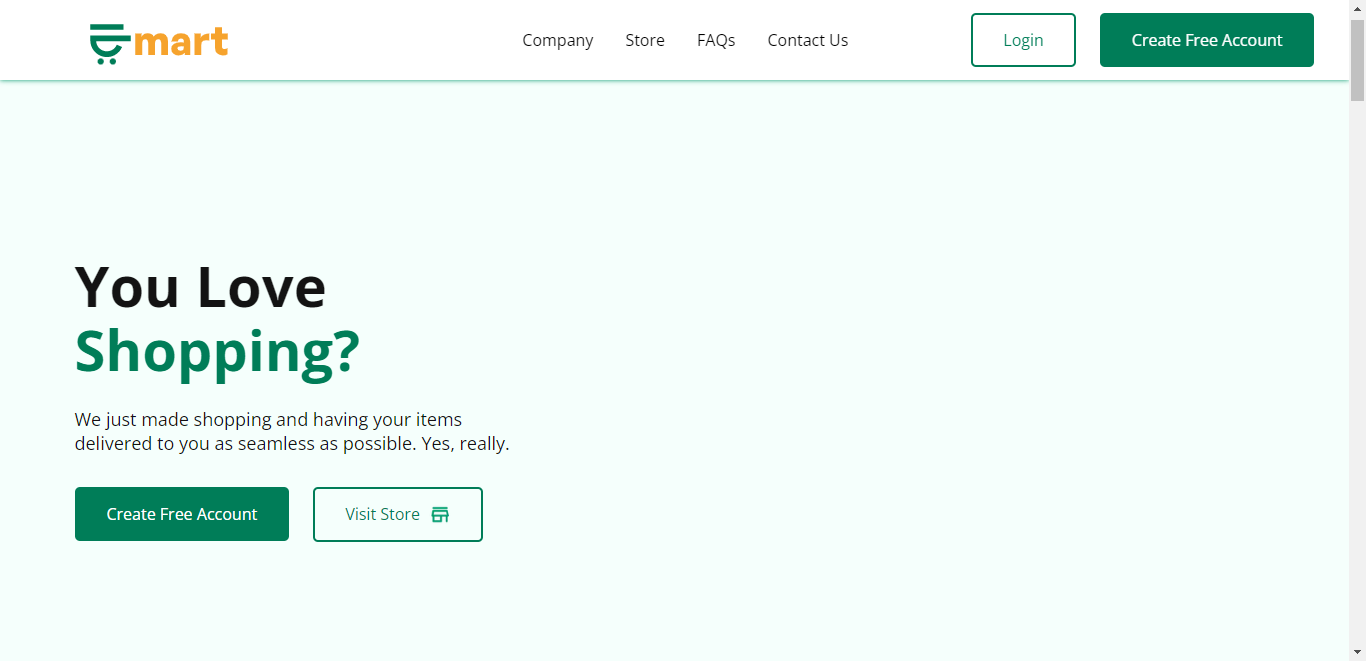 Emart
Company Store FAQs Contact Us Login Create Free Account
You Love
Shopping?
We just made shopping and having your items
delivered to you as seamless as possible. Yes, really.
Create Free Account Visit Store